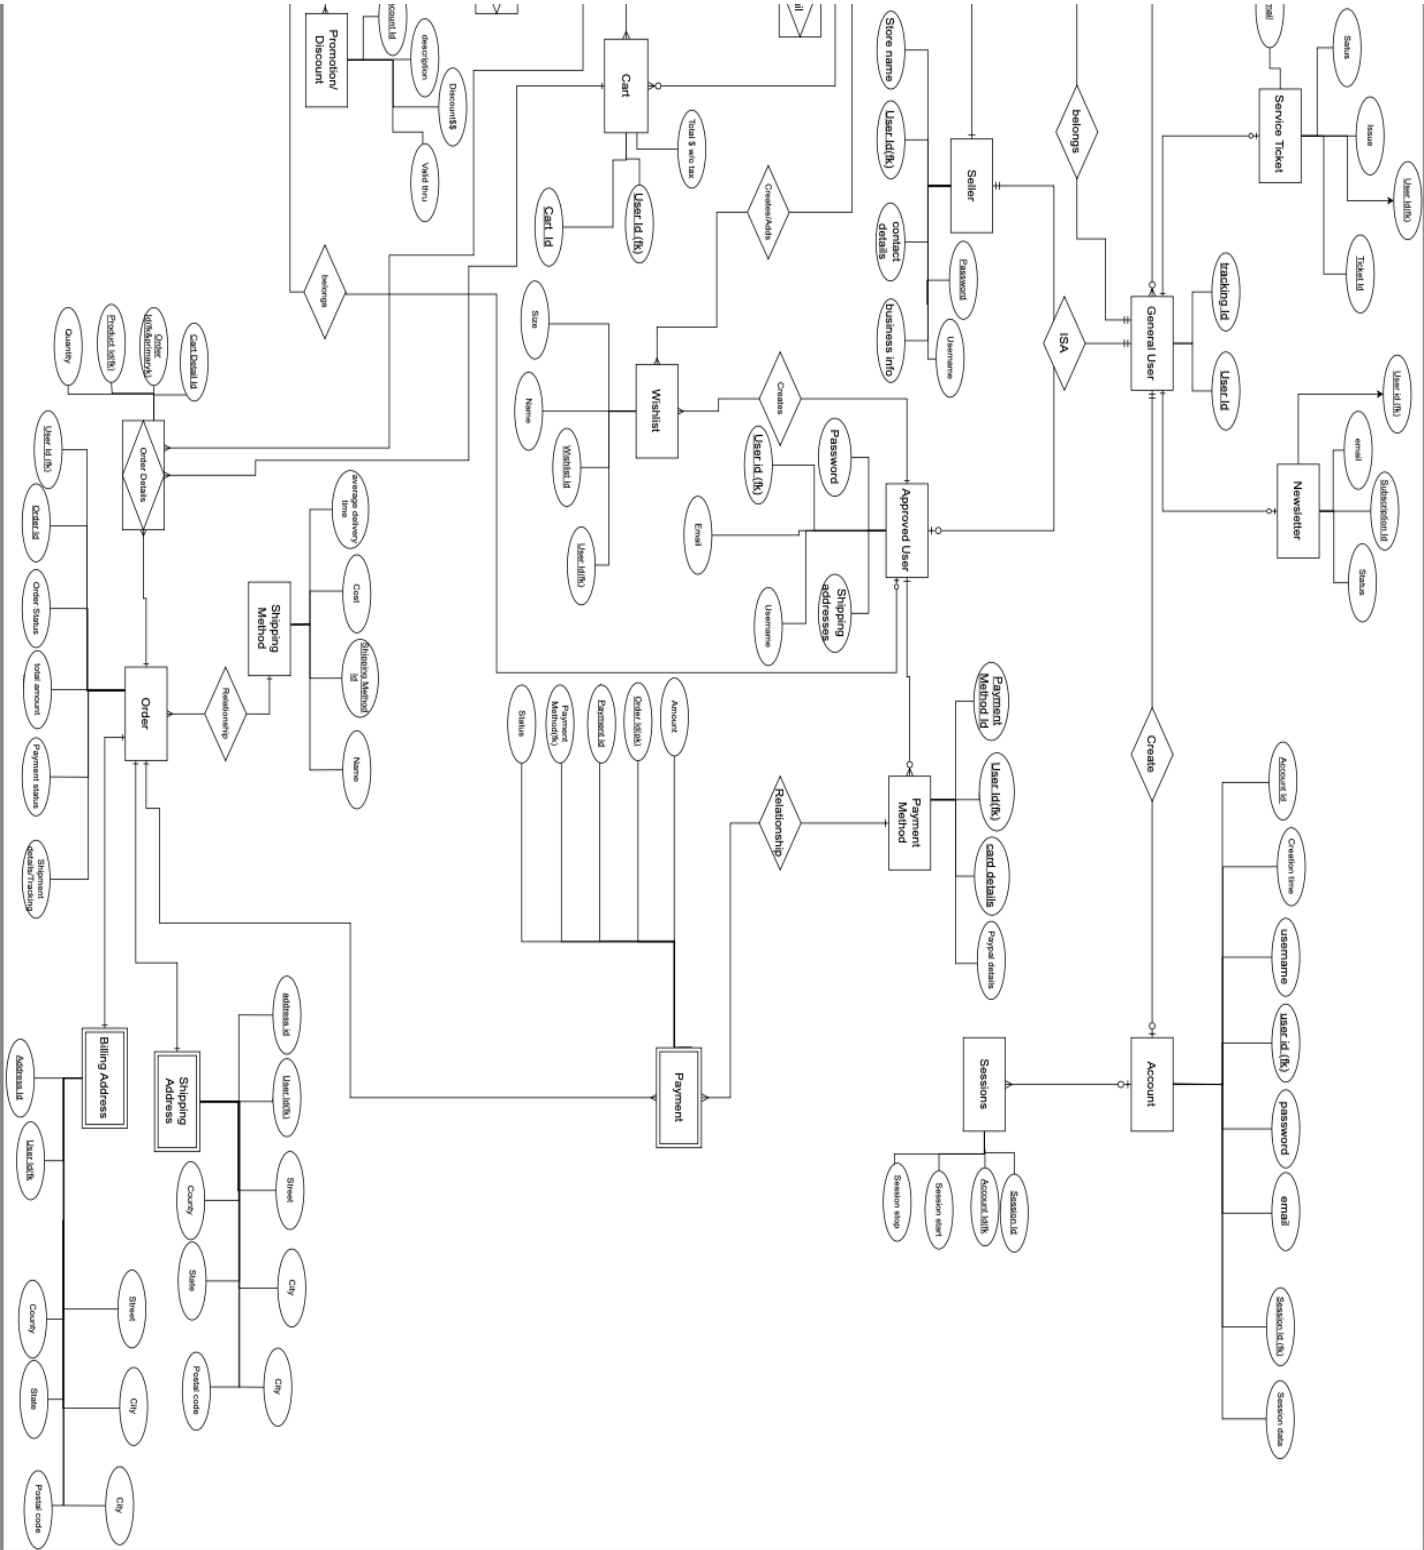 Satus
Issue
User Id(fk)
Ticket Id
Service Ticket
User id (fk)
email
Subscription Id
Status
Newsletter
Account Id
Creation time
username
user id (fk)
password
email
Session Id (fk)
Session data
tracking Id
User Id
belongs
General User
Create
Account
ISA
Store name
User Id(fk)
contact
details
business info
Password
Username
Seller
Password
User id (fk)
Email
Username
Shipping
addresses
Approved User
Payment
Method Id
User Id(fk)
card details
Paypal details
Payment
Method
Sessions
Session Id
Account Id(fk
Session start
Session stop
Creates/Adds
Creates
Relationship
Total $ w/o tax
Cart
User Id (fk)
Cart_Id
Wishlist
Size
Name
Wishlist id
User Id(fk)
Amount
Order Id(pk)
Payment Id
Payment
Method(fk)
Status
Payment
count Id
description
Discount$$
Valid thru
Promotion/
Discount
belongs
average delivery
time
Cost
Shipping Method
Id
Name
Shipping
Method
Relationship
address id
User Id(fk)
Street
City
City
County
State
Postal code
Shipping
Address
Cart Detail Id
Order
Id(fk&primaryk)
Product Id(fk)
Quantity
Order Details
Order
User Id (fk)
Order Id
Order Status
total amount
Payment status
Shipment
details/Tracking
Billing Address
Street
City
City
Address Id
User Id(fk
County
State
Postal code